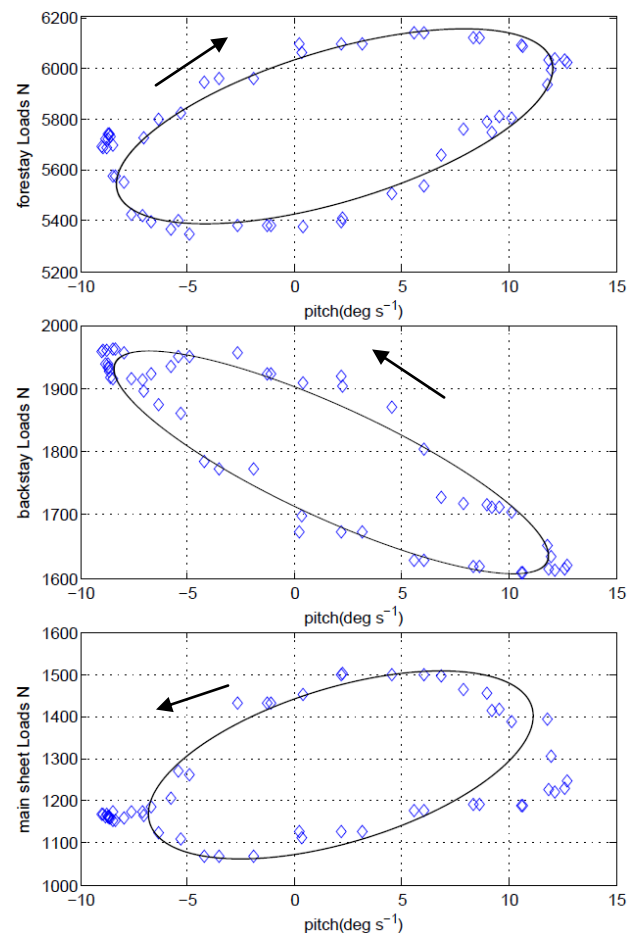 6200
6000
5800
5600
5400
5200
forestay Loads N
−10 −5 0 5 10 15
pitch(deg s⁻¹)
2000
1900
1800
1700
1600
backstay Loads N
−10 −5 0 5 10 15
pitch(deg s⁻¹)
1600
1500
1400
1300
1200
1100
1000
main sheet Loads N
−10 −5 0 5 10 15
pitch(deg s⁻¹)